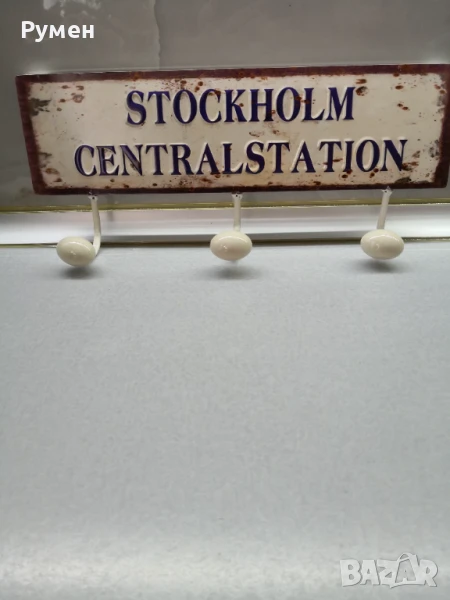 Румен
STOCKHOLM
CENTRALSTATION
BAZAR